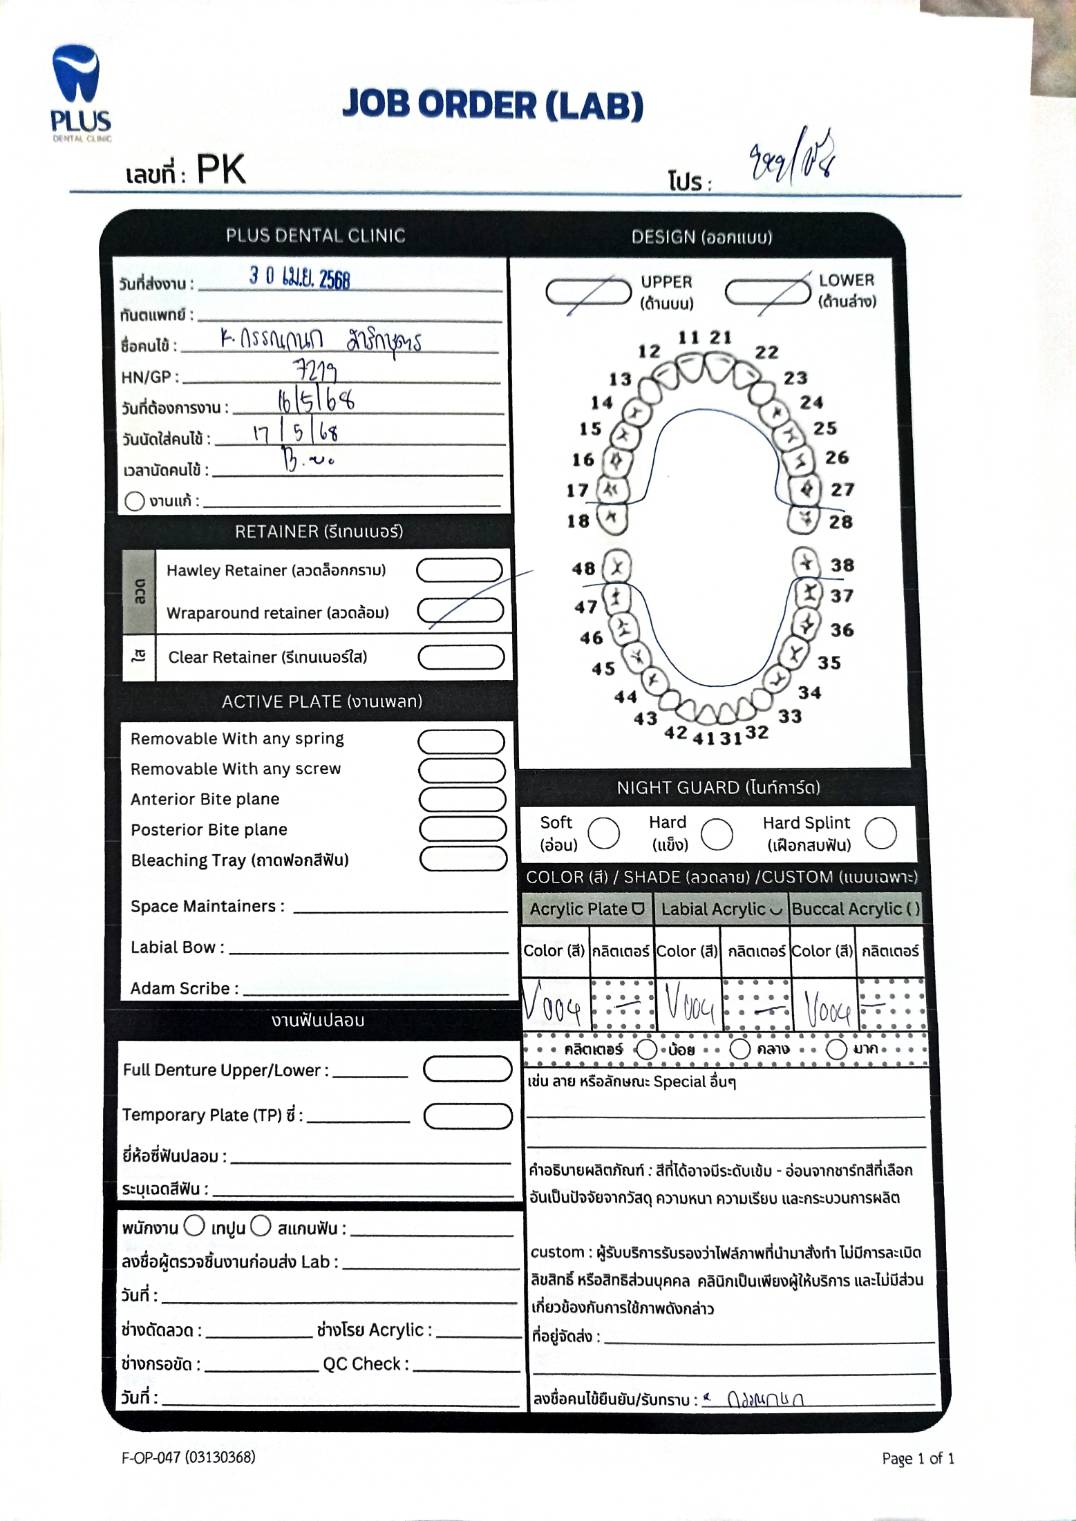 PLUS
DENTAL CLINIC
JOB ORDER (LAB)
เลขที่ : PK
โปร :
PLUS DENTAL CLINIC
วันที่ส่งงาน : 30 เม.ย. 2568
ทันตแพทย์ :
ชื่อคนไข้ : K.กรรณกนก
HN/GP : 7219
วันที่ต้องการงาน : 16/5/68
วันนัดใส่คนไข้ : 17/5/68
เวลานัดคนไข้ :
งานแก้ :
RETAINER (รีเทนเนอร์)
ลวด
Hawley Retainer (ลวดล็อกกราม)
Wraparound retainer (ลวดล้อม)
ใส
Clear Retainer (รีเทนเนอร์ใส)
ACTIVE PLATE (งานเพลท)
Removable With any spring
Removable With any screw
Anterior Bite plane
Posterior Bite plane
Bleaching Tray (ถาดฟอกสีฟัน)
Space Maintainers :
Labial Bow :
Adam Scribe :
งานฟันปลอม
Full Denture Upper/Lower :
Temporary Plate (TP) ซี่ :
ยี่ห้อซี่ฟันปลอม :
ระบุเฉดสีฟัน :
พนักงาน เทปูน สแกนฟัน :
ลงชื่อผู้ตรวจชิ้นงานก่อนส่ง Lab :
วันที่ :
ช่างดัดลวด : ช่างโรย Acrylic :
ช่างกรอขัด : QC Check :
วันที่ :
DESIGN (ออกแบบ)
UPPER LOWER
(ด้านบน) (ด้านล่าง)
11 21
12 22
13 23
14 24
15 25
16 26
17 27
18 28
48 38
47 37
46 36
45 35
44 34
43 33
42 41 31 32
NIGHT GUARD (ไนท์การ์ด)
Soft Hard Hard Splint
(อ่อน) (แข็ง) (เฝือกสบฟัน)
COLOR (สี) / SHADE (ลวดลาย) /CUSTOM (แบบเฉพาะ)
Acrylic Plate Labial Acrylic Buccal Acrylic ( )
Color (สี) กลิตเตอร์ Color (สี) กลิตเตอร์ Color (สี) กลิตเตอร์
V004 — V004 — V004 —
กลิตเตอร์ น้อย กลาง มาก
เช่น ลาย หรือลักษณะ Special อื่นๆ
คำอธิบายผลิตภัณฑ์ : สีที่ได้อาจมีระดับเข้ม - อ่อนจากชาร์ทสีที่เลือก
อันเป็นปัจจัยจากวัสดุ ความหนา ความเรียบ และกระบวนการผลิต
custom : ผู้รับบริการรับรองว่าไฟล์ภาพที่นำมาสั่งทำ ไม่มีการละเมิด
ลิขสิทธิ์ หรือสิทธิส่วนบุคคล คลินิกเป็นเพียงผู้ให้บริการ และไม่มีส่วน
เกี่ยวข้องกับการใช้ภาพดังกล่าว
ที่อยู่จัดส่ง :
ลงชื่อคนไข้ยืนยัน/รับทราบ : กรรณกนก
F-OP-047 (03130368)
Page 1 of 1